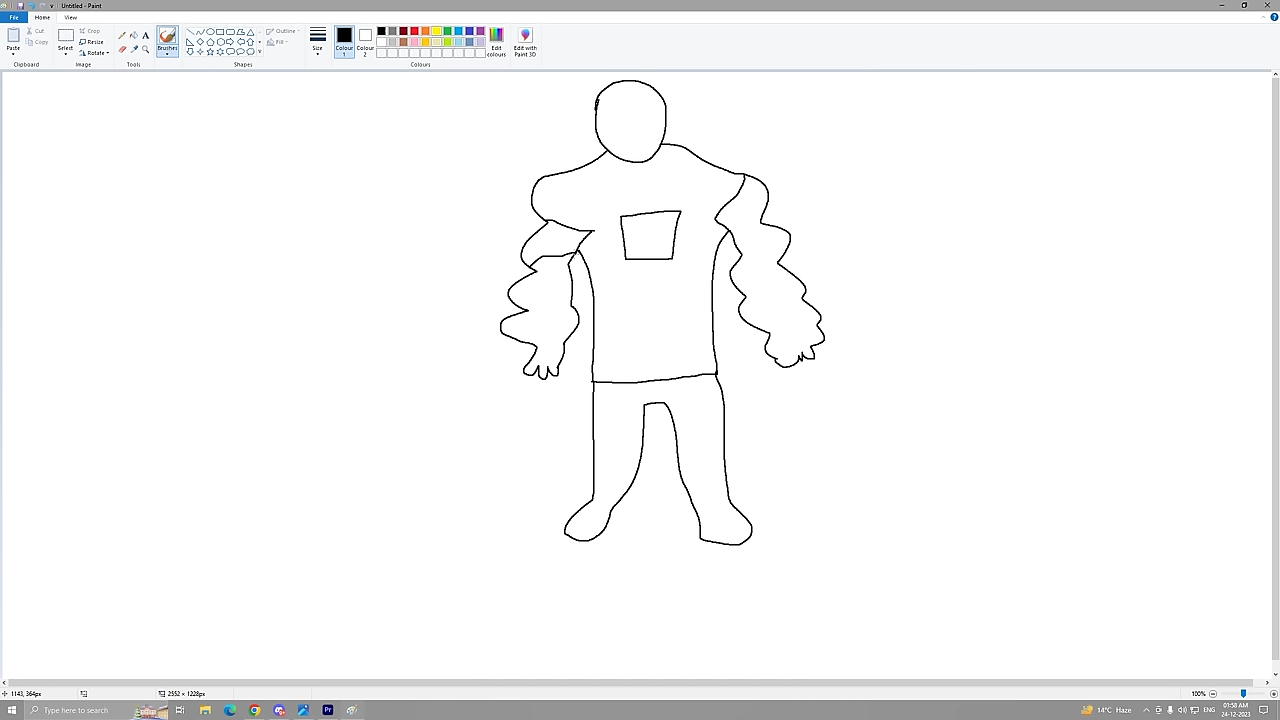 Untitled - Paint
File Home View
Paste Cut Copy Clipboard
Select Crop Resize Rotate Image
Tools
Brushes
Outline Fill Shapes
Size
Colour 1 Colour 2 Edit colours Colours
Edit with Paint 3D
1143, 364px
2552 × 1228px
100%
Type here to search
14°C Haze
ENG
01:58 AM
24-12-2023